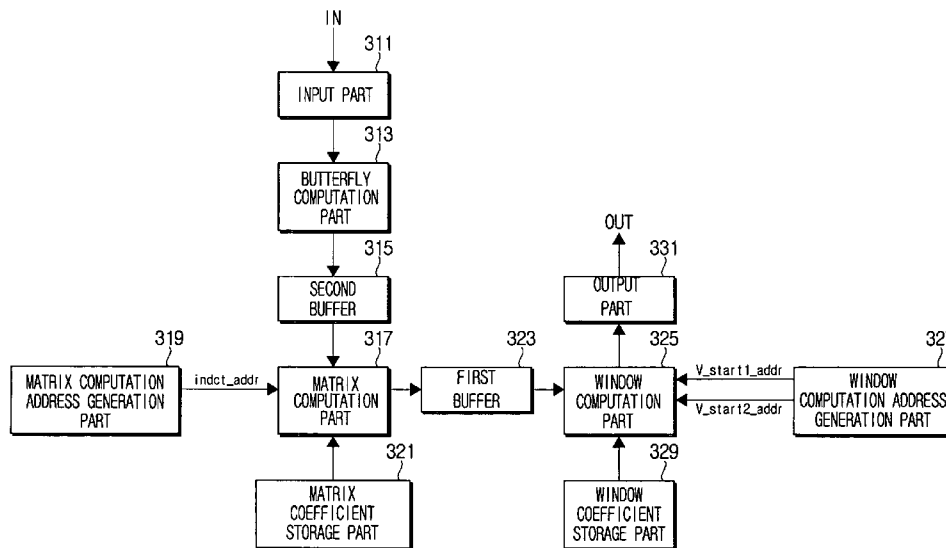 IN
311
INPUT PART
313
BUTTERFLY
COMPUTATION
PART
OUT
315
331
SECOND
BUFFER
OUTPUT
PART
319
317
323
325
MATRIX COMPUTATION
ADDRESS GENERATION
PART
indct_addr
MATRIX
COMPUTATION
PART
FIRST
BUFFER
WINDOW
COMPUTATION
PART
V_start1_addr
V_start2_addr
WINDOW
COMPUTATION ADDRESS
GENERATION PART
321
329
MATRIX
COEFFICIENT
STORAGE PART
WINDOW
COEFFICIENT
STORAGE PART